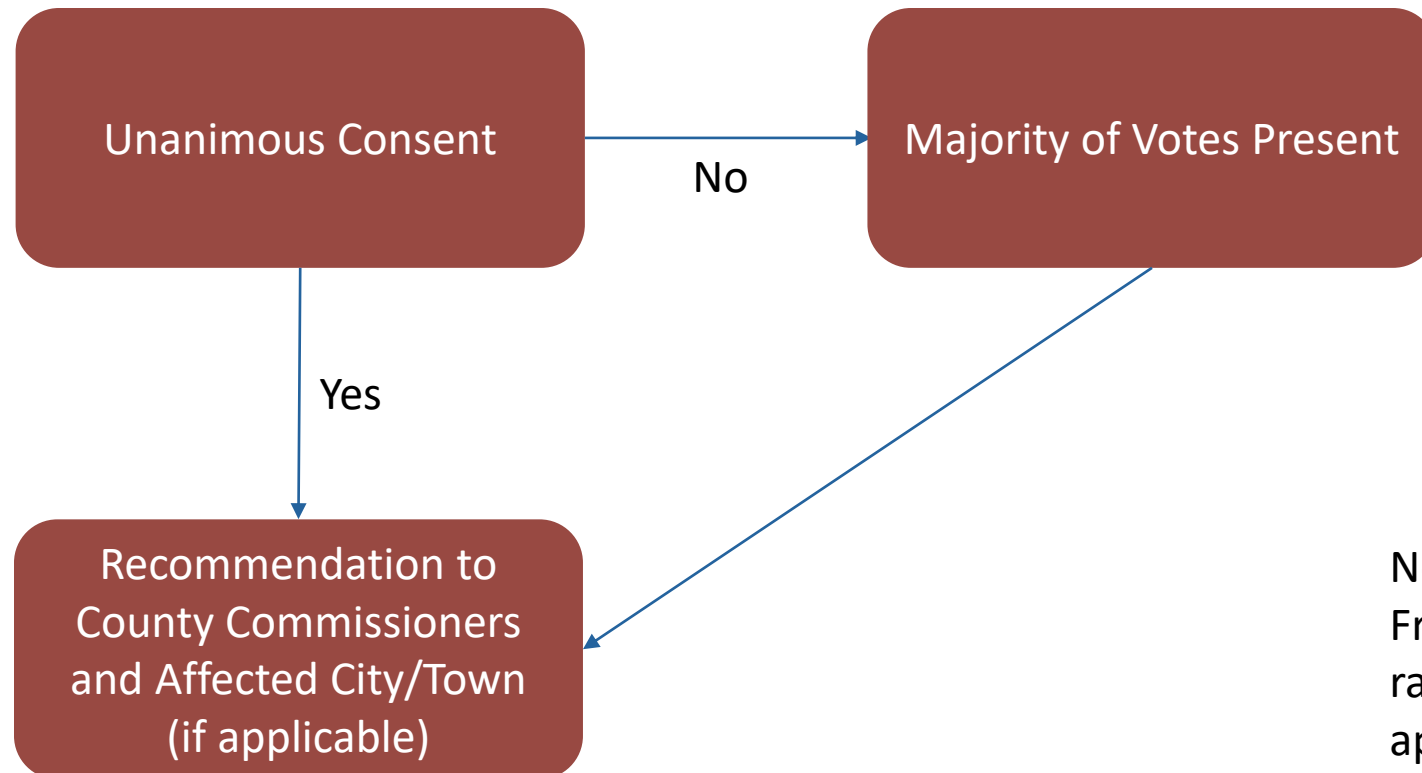 Unanimous Consent
Majority of Votes Present
No
Yes
Recommendation to
County Commissioners
and Affected City/Town
(if applicable)